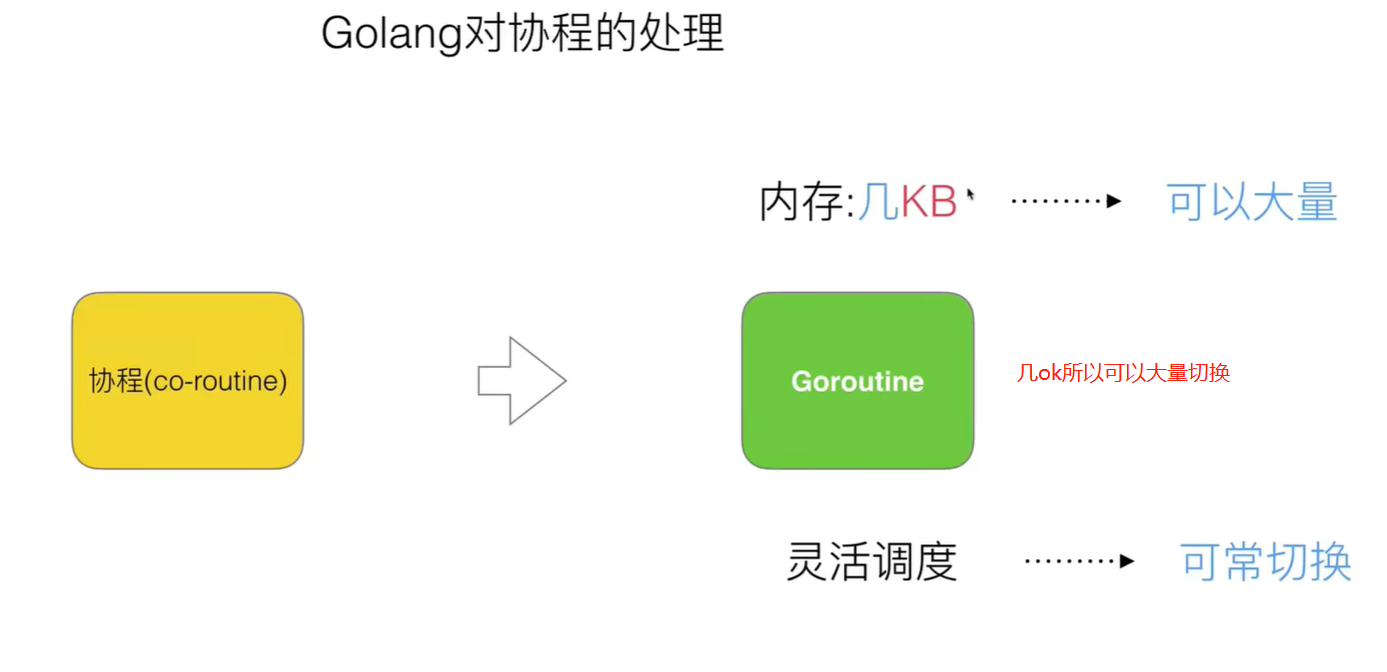 Golang对协程的处理
内存:几KB 可以大量
协程(co-routine)
Goroutine
几ok所以可以大量切换
灵活调度 可常切换